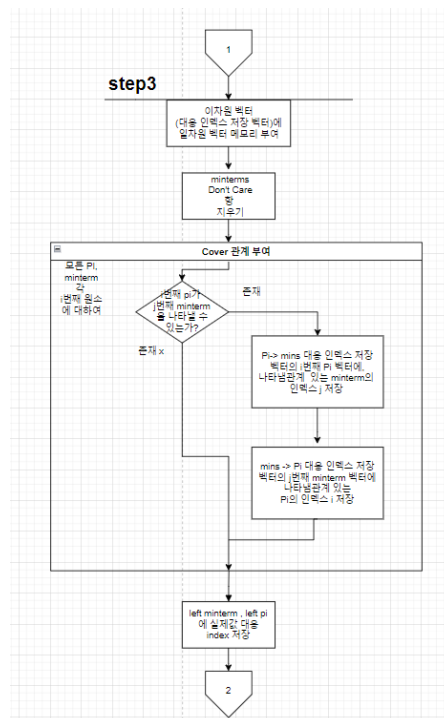 1
step3
이차원 벡터
(대응 인덱스 저장 벡터)에
일차원 벡터 메모리 부여
minterms
Don't Care
항
지우기
Cover 관계 부여
모든 Pi,
minterm
각
i번째 원소
에 대하여
i번째 pi가
j번째 minterm
을 나타낼 수
있는가?
존재
존재 x
Pi-> mins 대응 인덱스 저장
벡터의 i번째 Pi 벡터에,
나타냄관계 있는 minterm의
인덱스 j 저장
mins -> Pi 대응 인덱스 저장
벡터의 j번째 minterm 벡터에
나타냄관계 있는
Pi의 인덱스 i 저장
left minterm , left pi
에 실제값 대응
index 저장
2